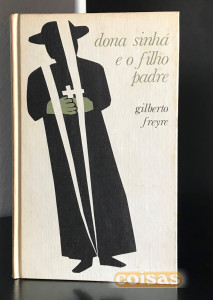 dona sinhá
e o filho
padre
gilberto
freyre
coisas